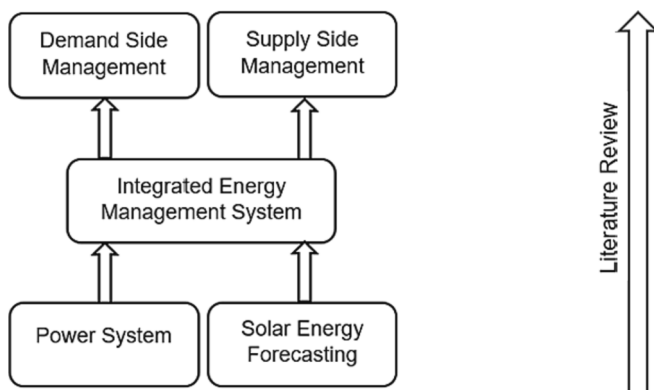 Demand Side
Management
Supply Side
Management
Integrated Energy
Management System
Power System
Solar Energy
Forecasting
Literature Review